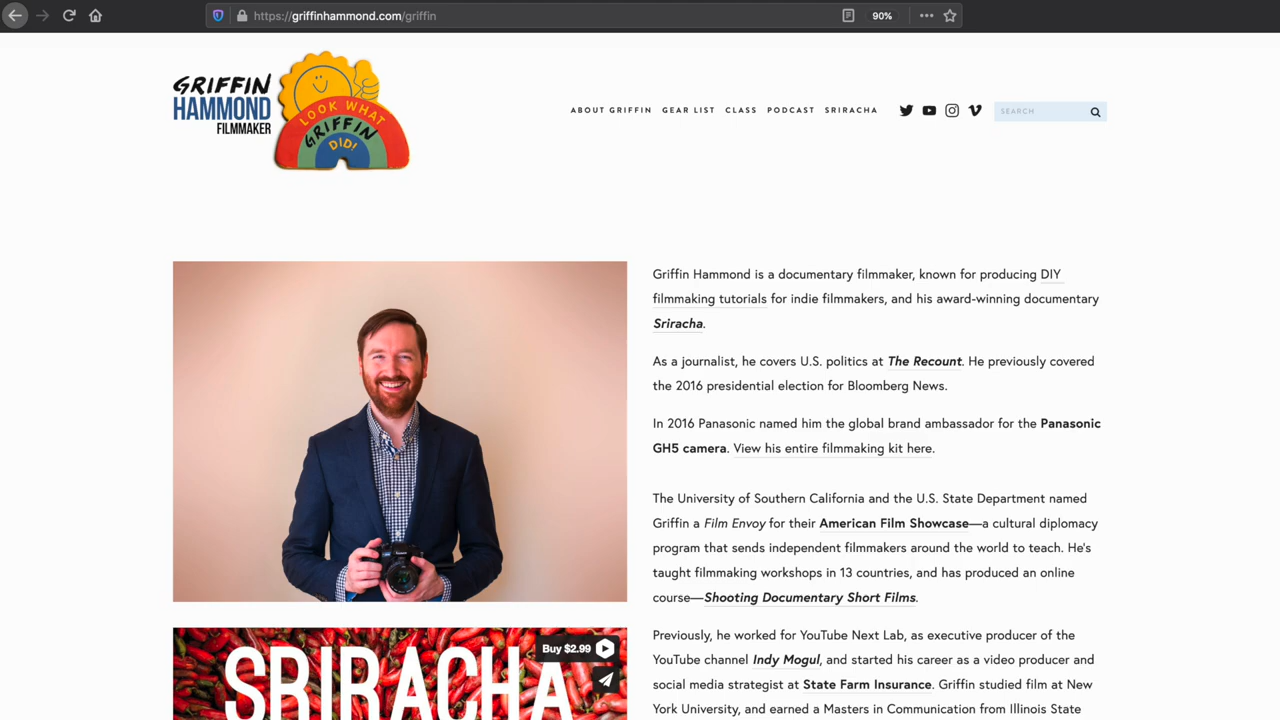 https://griffinhammond.com/griffin
90%
GRIFFIN
HAMMOND
FILMMAKER
LOOK WHAT
GRIFFIN
DID!
ABOUT GRIFFIN GEAR LIST CLASS PODCAST SRIRACHA
SEARCH
Griffin Hammond is a documentary filmmaker, known for producing DIY
filmmaking tutorials for indie filmmakers, and his award-winning documentary
Sriracha.
As a journalist, he covers U.S. politics at The Recount. He previously covered
the 2016 presidential election for Bloomberg News.
In 2016 Panasonic named him the global brand ambassador for the Panasonic
GH5 camera. View his entire filmmaking kit here.
The University of Southern California and the U.S. State Department named
Griffin a Film Envoy for their American Film Showcase—a cultural diplomacy
program that sends independent filmmakers around the world to teach. He's
taught filmmaking workshops in 13 countries, and has produced an online
course—Shooting Documentary Short Films.
Previously, he worked for YouTube Next Lab, as executive producer of the
YouTube channel Indy Mogul, and started his career as a video producer and
social media strategist at State Farm Insurance. Griffin studied film at New
York University, and earned a Masters in Communication from Illinois State
Buy $2.99
SRIRACHA